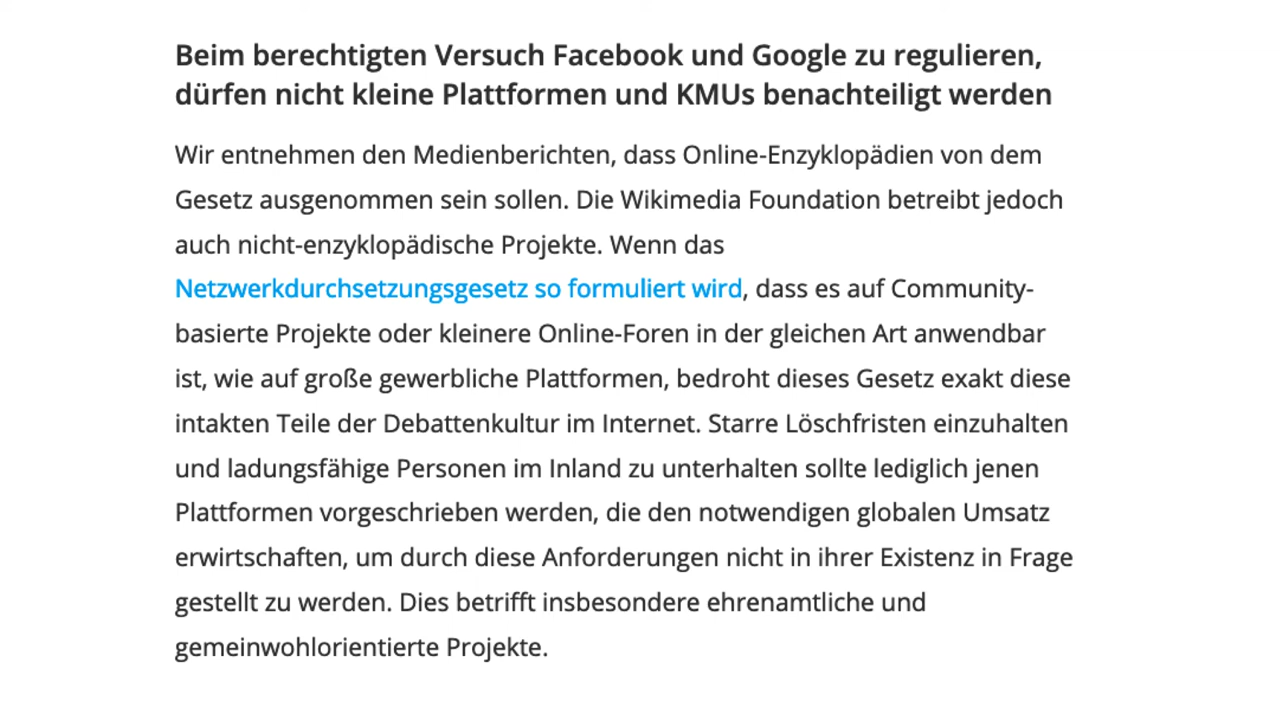 Beim berechtigten Versuch Facebook und Google zu regulieren,
dürfen nicht kleine Plattformen und KMUs benachteiligt werden
Wir entnehmen den Medienberichten, dass Online-Enzyklopädien von dem
Gesetz ausgenommen sein sollen. Die Wikimedia Foundation betreibt jedoch
auch nicht-enzyklopädische Projekte. Wenn das
Netzwerkdurchsetzungsgesetz so formuliert wird, dass es auf Community-
basierte Projekte oder kleinere Online-Foren in der gleichen Art anwendbar
ist, wie auf große gewerbliche Plattformen, bedroht dieses Gesetz exakt diese
intakten Teile der Debattenkultur im Internet. Starre Löschfristen einzuhalten
und ladungsfähige Personen im Inland zu unterhalten sollte lediglich jenen
Plattformen vorgeschrieben werden, die den notwendigen globalen Umsatz
erwirtschaften, um durch diese Anforderungen nicht in ihrer Existenz in Frage
gestellt zu werden. Dies betrifft insbesondere ehrenamtliche und
gemeinwohlorientierte Projekte.